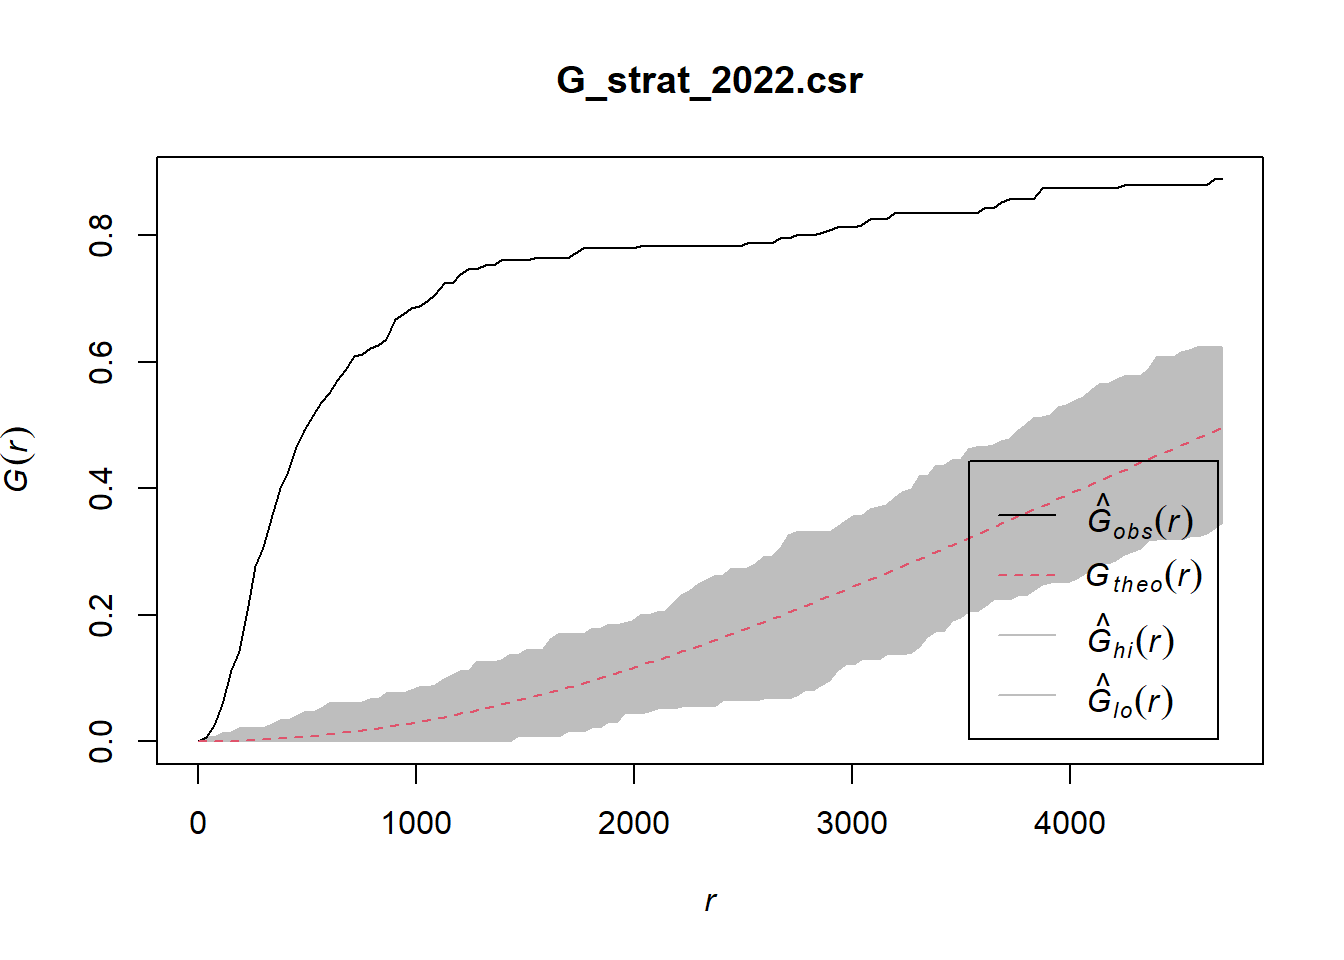 G_strat_2022.csr
G(r)
0.8
0.6
0.4
0.2
0.0
Ĝobs(r)
Gtheo(r)
Ĝhi(r)
Ĝlo(r)
0 1000 2000 3000 4000
r